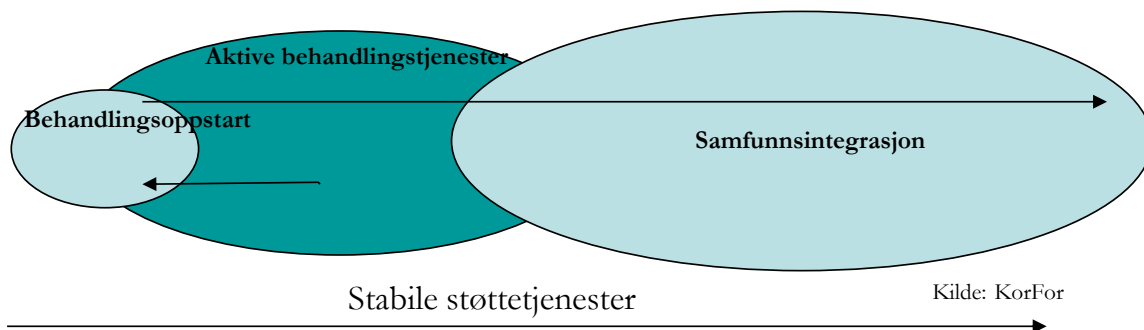 Aktive behandlingstjenester
Behandlingsoppstart
Samfunnsintegrasjon
Stabile støttetjenester
Kilde: KorFor